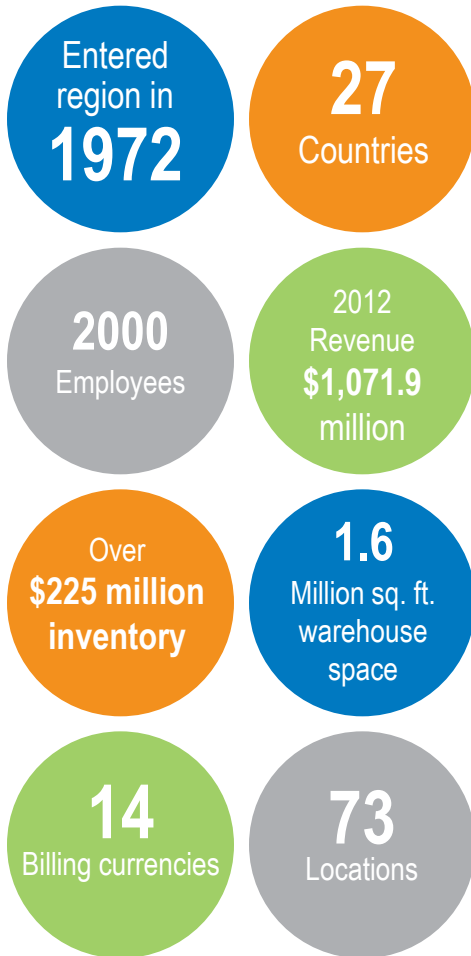 Entered
region in
1972
27
Countries
2000
Employees
2012
Revenue
$1,071.9
million
Over
$225 million
inventory
1.6
Million sq. ft.
warehouse
space
14
Billing currencies
73
Locations